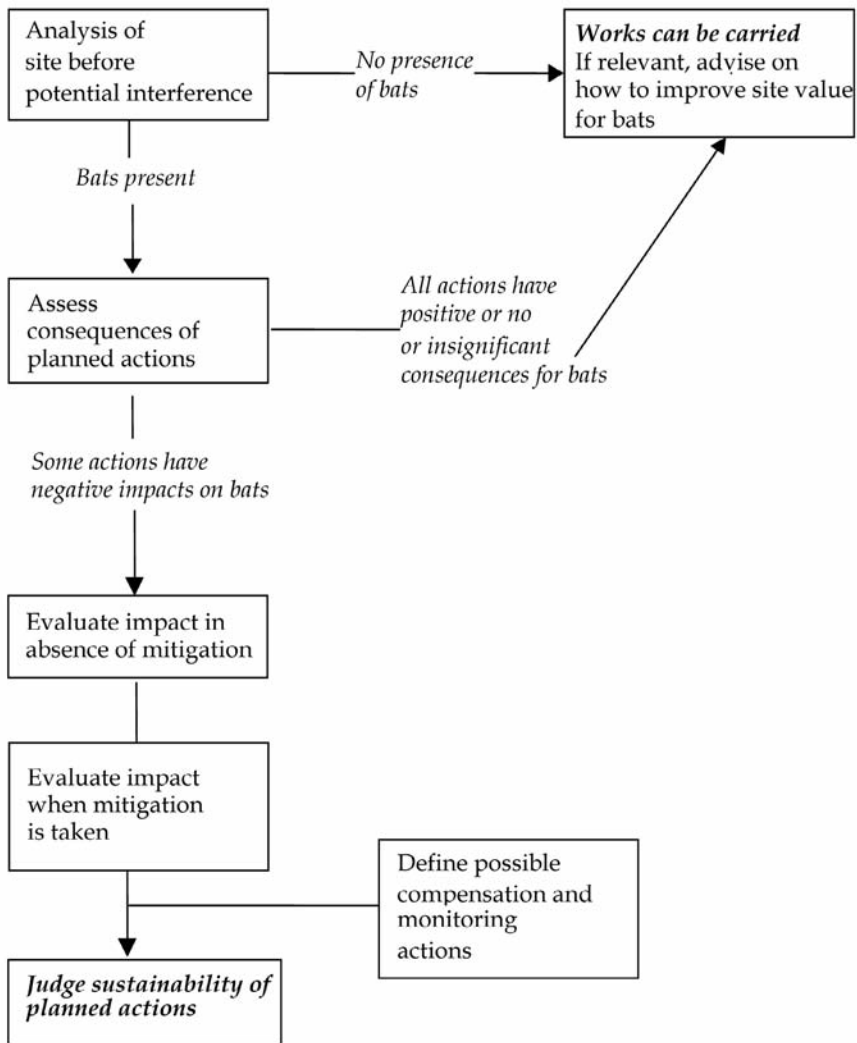 Analysis of
site before
potential interference
No presence
of bats
Works can be carried
If relevant, advise on
how to improve site value
for bats
Bats present
Assess
consequences of
planned actions
All actions have
positive or no
or insignificant
consequences for bats
Some actions have
negative impacts on bats
Evaluate impact in
absence of mitigation
Evaluate impact
when mitigation
is taken
Define possible
compensation and
monitoring
actions
Judge sustainability of
planned actions